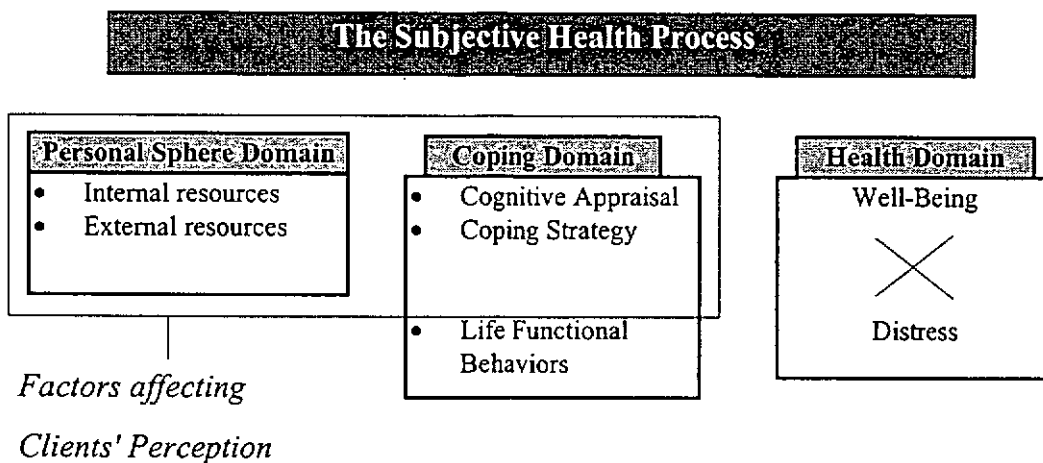 The Subjective Health Process
Personal Sphere Domain
• Internal resources
• External resources
Coping Domain
• Cognitive Appraisal
• Coping Strategy
• Life Functional
Behaviors
Health Domain
Well-Being
Distress
Factors affecting
Clients' Perception